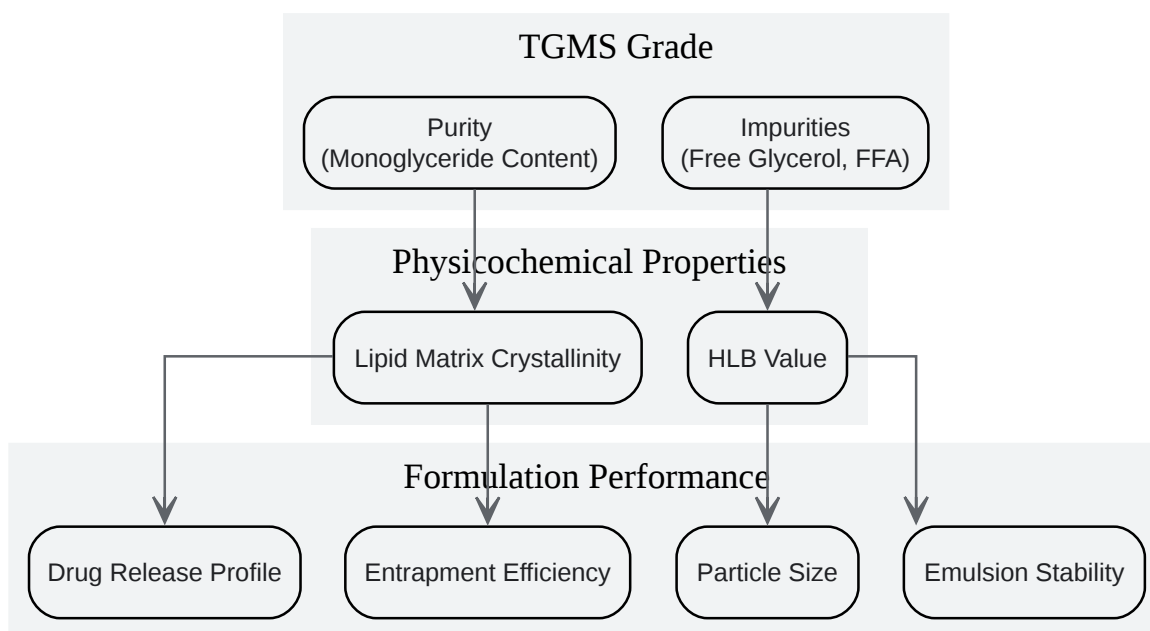 TGMS Grade
Purity
(Monoglyceride Content)
Impurities
(Free Glycerol, FFA)
Physicochemical Properties
Lipid Matrix Crystallinity
HLB Value
Formulation Performance
Drug Release Profile
Entrapment Efficiency
Particle Size
Emulsion Stability